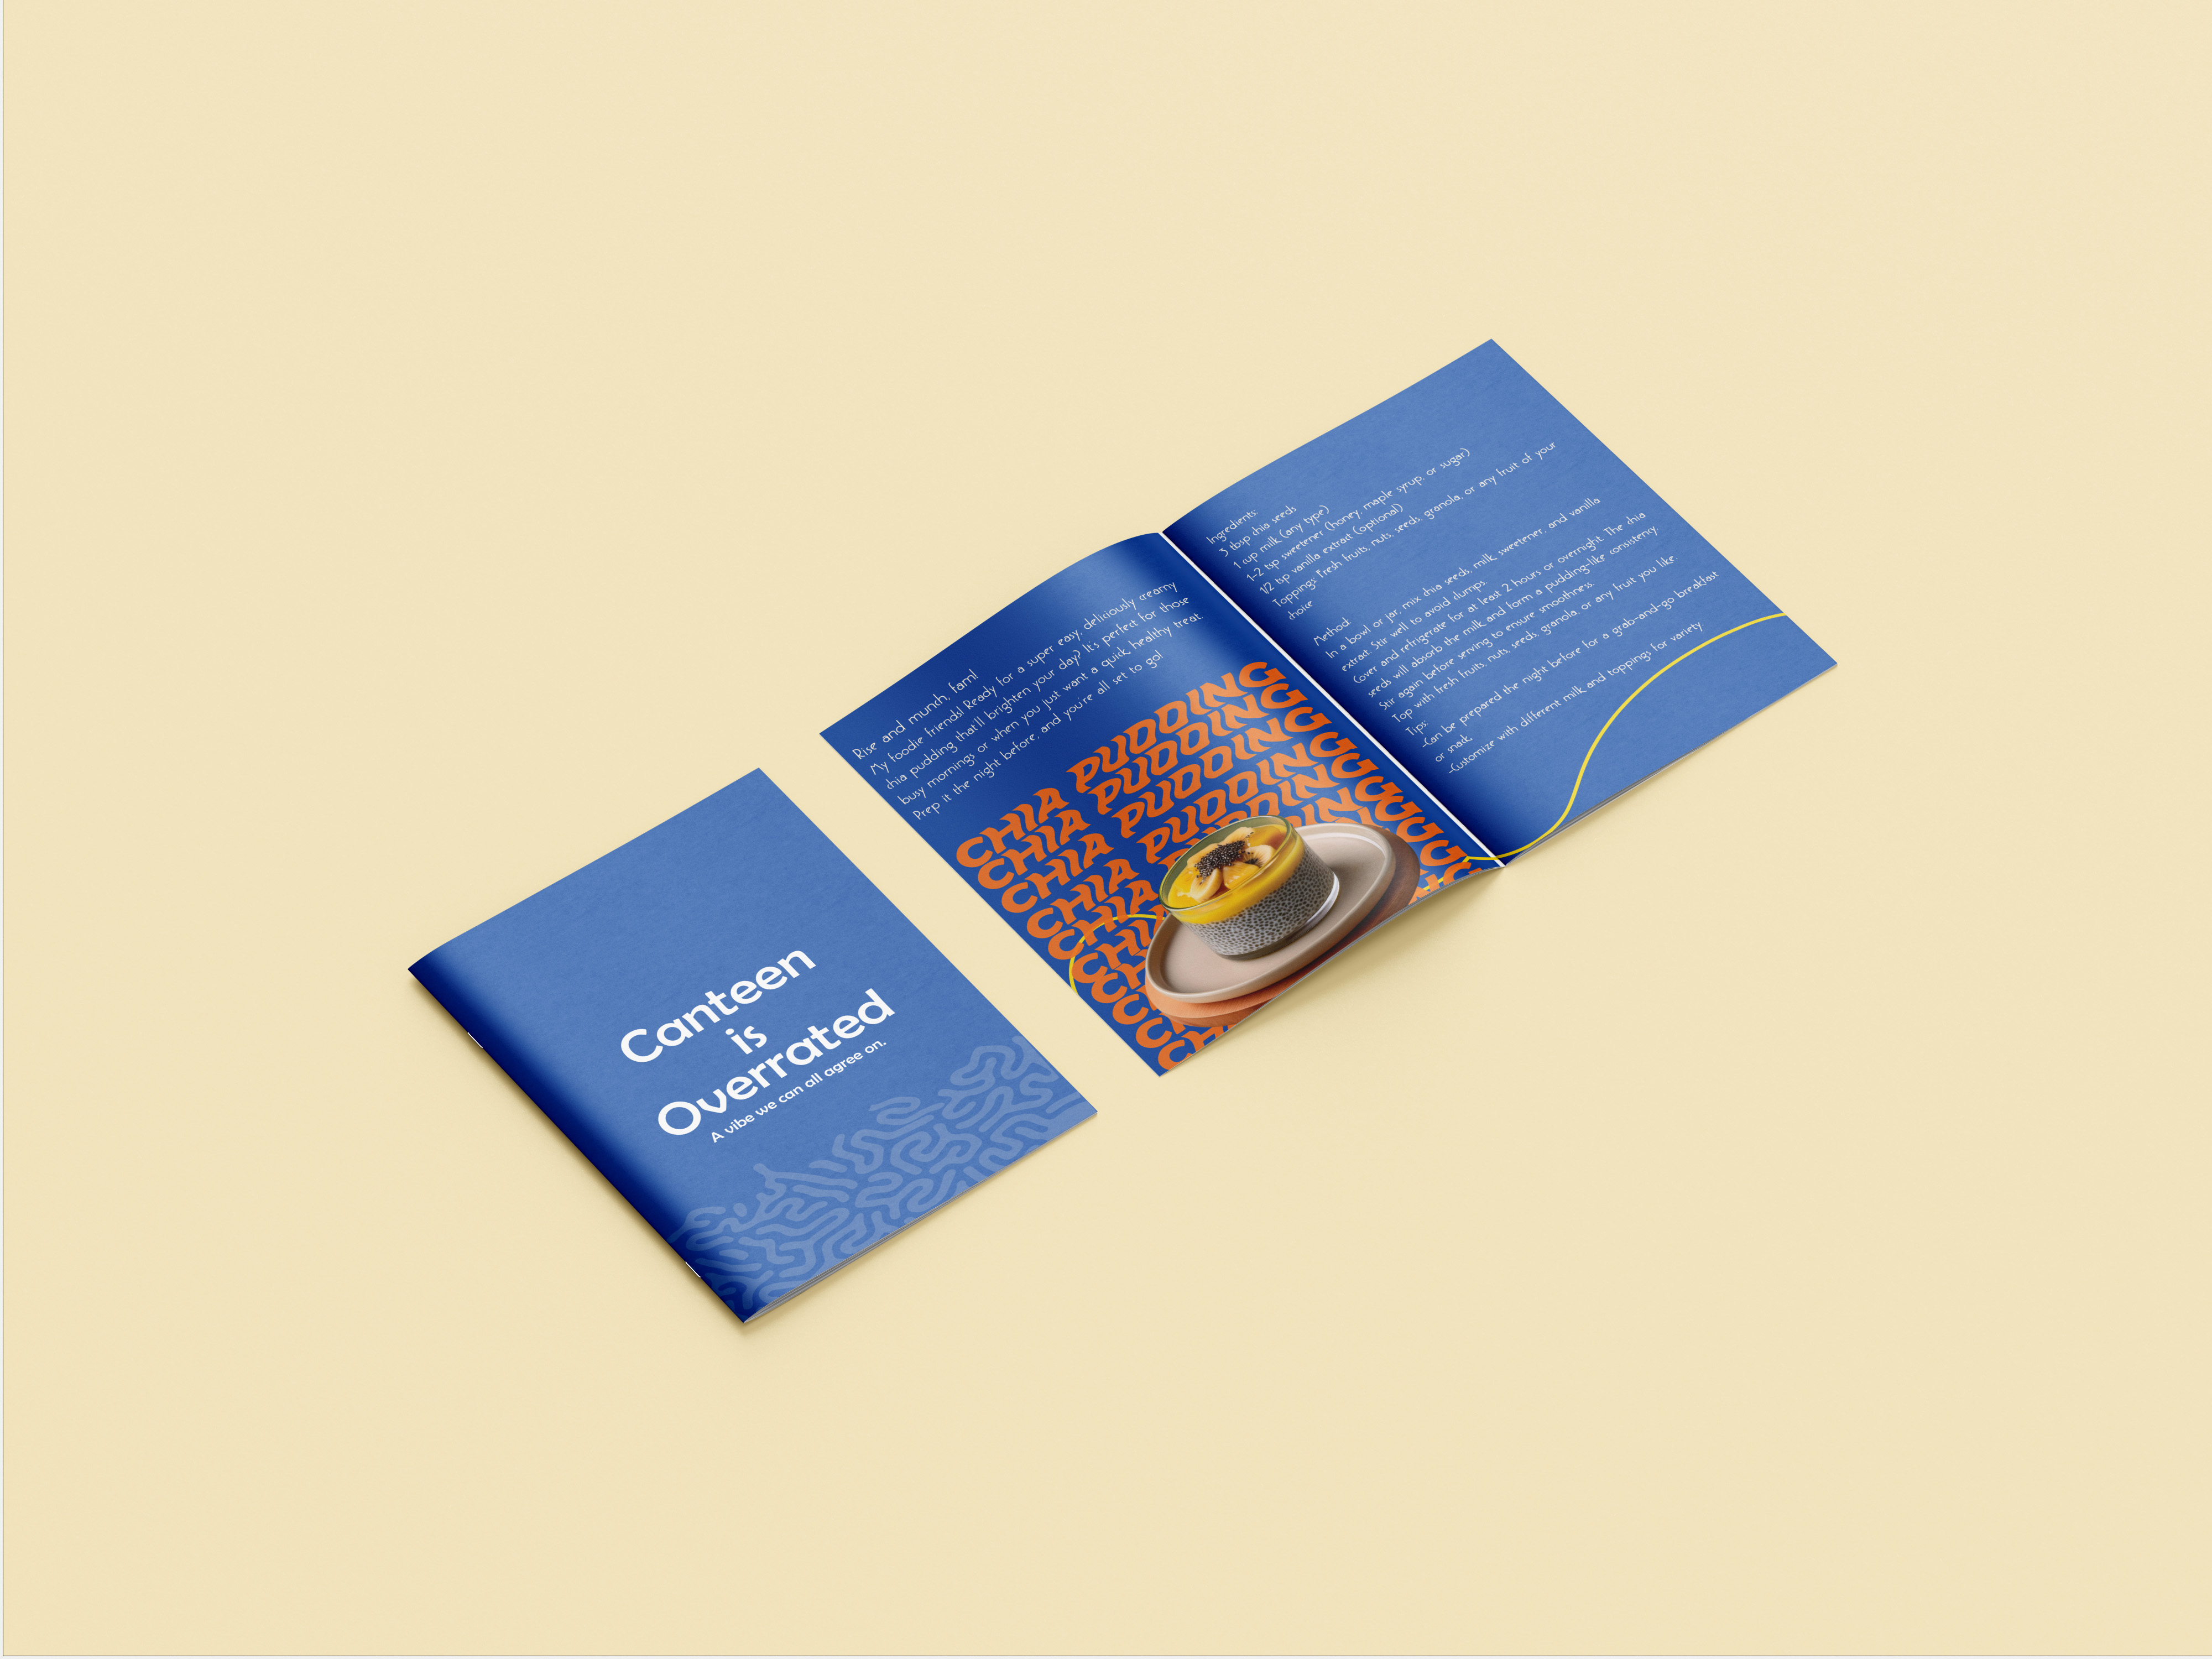 Canteen
is
Overrated
A vibe we can all agree on.
Rise and munch, fam!
My foodie friends! Ready for a super easy, deliciously creamy
chia pudding that'll brighten your day? It's perfect for those
busy mornings or when you just want a quick, healthy treat.
Prep it the night before, and you're all set to go!
CHIA PUDDINGG
CHIA PUDDINGG
CHIA PUDDINGG
CHIA PUDDINGG
CHIA PUDDINGG
Ingredients:
3 tbsp chia seeds
1 cup milk (any type)
1-2 tsp sweetener (honey, maple syrup, or sugar)
1/2 tsp vanilla extract (optional)
Toppings: Fresh fruits, nuts, seeds, granola, or any fruit of your
choice
Method:
In a bowl or jar, mix chia seeds, milk, sweetener, and vanilla
extract. Stir well to avoid clumps.
Cover and refrigerate for at least 2 hours or overnight. The chia
seeds will absorb the milk and form a pudding-like consistency.
Stir again before serving to ensure smoothness.
Top with fresh fruits, nuts, seeds, granola, or any fruit you like.
Tips:
-Can be prepared the night before for a grab-and-go breakfast
or snack.
-Customize with different milk and toppings for variety.